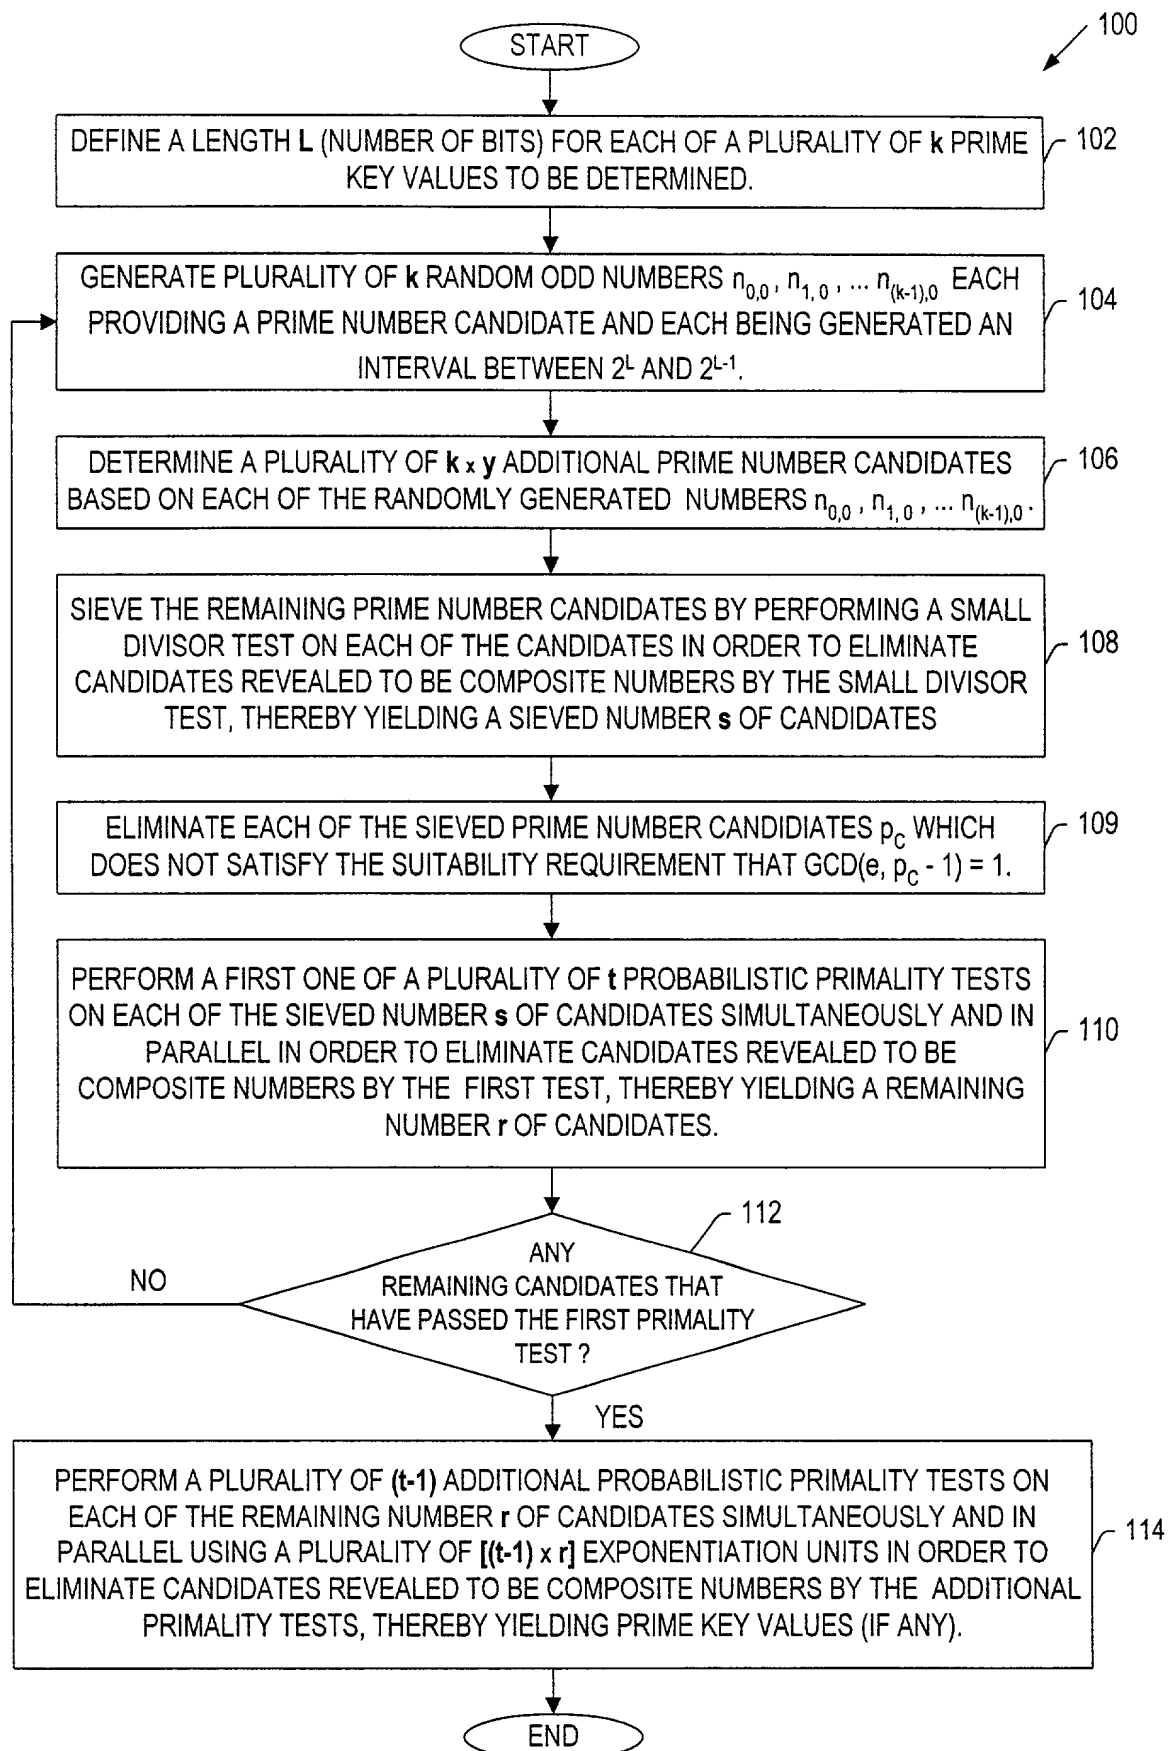 START
100
DEFINE A LENGTH L (NUMBER OF BITS) FOR EACH OF A PLURALITY OF k PRIME
KEY VALUES TO BE DETERMINED.
102
GENERATE PLURALITY OF k RANDOM ODD NUMBERS n0,0 , n1, 0 , ... n(k-1),0 EACH
PROVIDING A PRIME NUMBER CANDIDATE AND EACH BEING GENERATED AN
INTERVAL BETWEEN 2^L AND 2^L-1.
104
DETERMINE A PLURALITY OF k x y ADDITIONAL PRIME NUMBER CANDIDATES
BASED ON EACH OF THE RANDOMLY GENERATED NUMBERS n0,0 , n1, 0 , ... n(k-1),0 .
106
SIEVE THE REMAINING PRIME NUMBER CANDIDATES BY PERFORMING A SMALL
DIVISOR TEST ON EACH OF THE CANDIDATES IN ORDER TO ELIMINATE
CANDIDATES REVEALED TO BE COMPOSITE NUMBERS BY THE SMALL DIVISOR
TEST, THEREBY YIELDING A SIEVED NUMBER s OF CANDIDATES
108
ELIMINATE EACH OF THE SIEVED PRIME NUMBER CANDIDIATES pC WHICH
DOES NOT SATISFY THE SUITABILITY REQUIREMENT THAT GCD(e, pC - 1) = 1.
109
PERFORM A FIRST ONE OF A PLURALITY OF t PROBABILISTIC PRIMALITY TESTS
ON EACH OF THE SIEVED NUMBER s OF CANDIDATES SIMULTANEOUSLY AND IN
PARALLEL IN ORDER TO ELIMINATE CANDIDATES REVEALED TO BE
COMPOSITE NUMBERS BY THE FIRST TEST, THEREBY YIELDING A REMAINING
NUMBER r OF CANDIDATES.
110
112
ANY
REMAINING CANDIDATES THAT
HAVE PASSED THE FIRST PRIMALITY
TEST ?
NO
YES
PERFORM A PLURALITY OF (t-1) ADDITIONAL PROBABILISTIC PRIMALITY TESTS ON
EACH OF THE REMAINING NUMBER r OF CANDIDATES SIMULTANEOUSLY AND IN
PARALLEL USING A PLURALITY OF [(t-1) x r] EXPONENTIATION UNITS IN ORDER TO
ELIMINATE CANDIDATES REVEALED TO BE COMPOSITE NUMBERS BY THE ADDITIONAL
PRIMALITY TESTS, THEREBY YIELDING PRIME KEY VALUES (IF ANY).
114
END